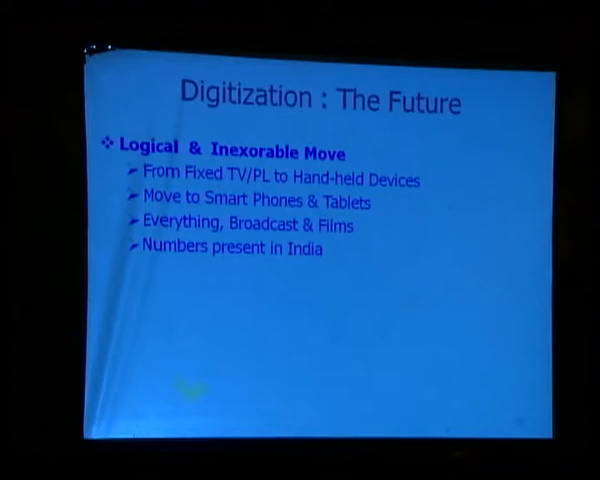 Digitization : The Future
Logical & Inexorable Move
From Fixed TV/PL to Hand-held Devices
Move to Smart Phones & Tablets
Everything, Broadcast & Films
Numbers present in India